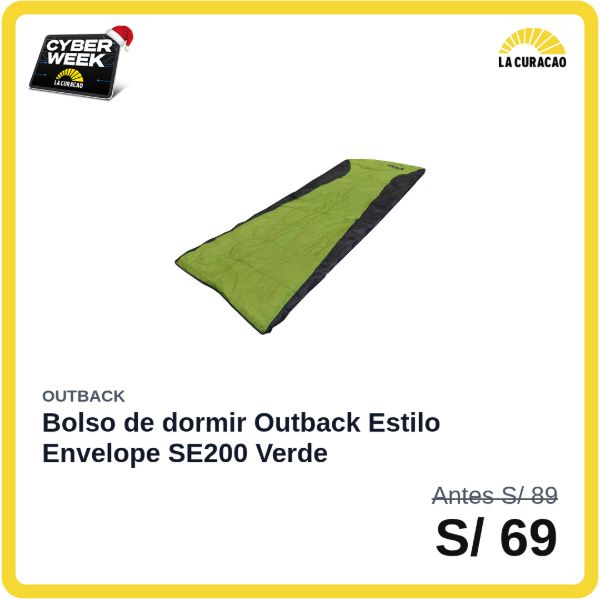 CYBER
WEEK
LA CURACAO
LA CURACAO
OUTBACK
Bolso de dormir Outback Estilo
Envelope SE200 Verde
Antes S/ 89
S/ 69